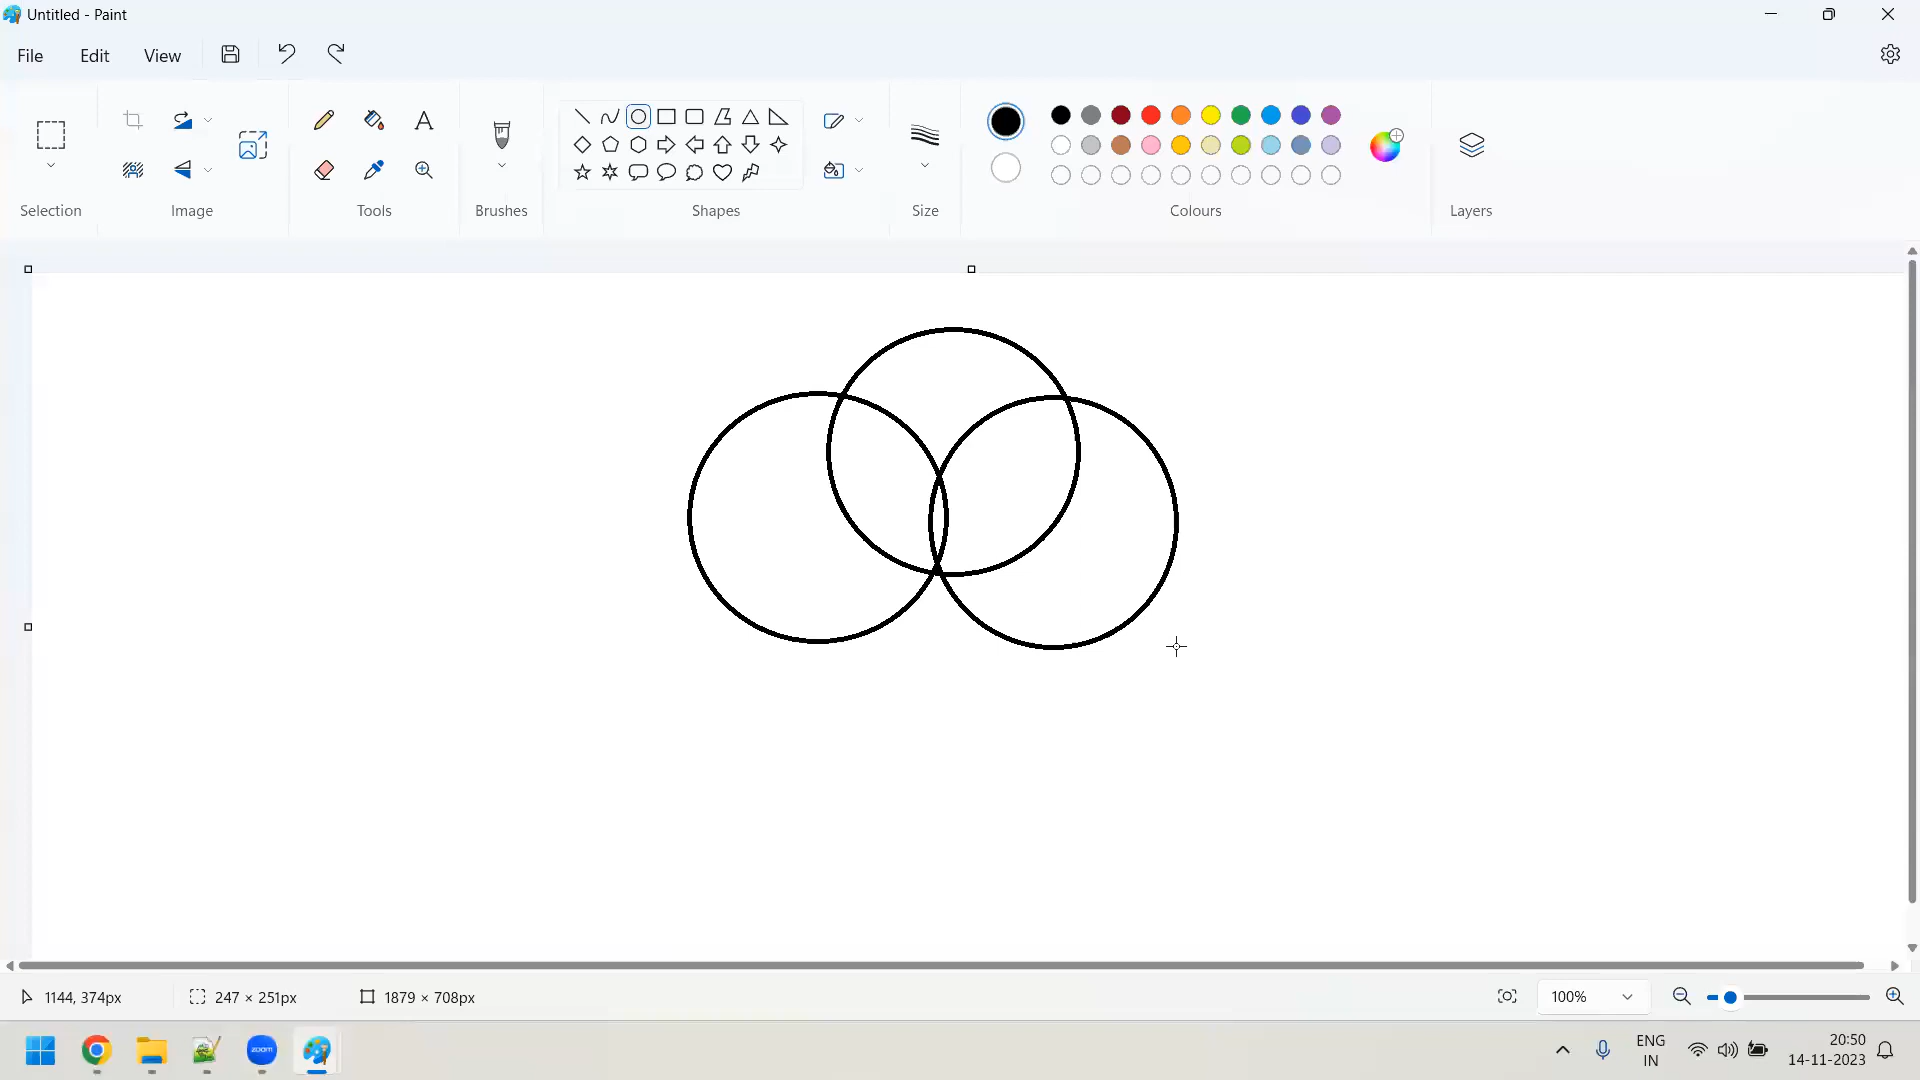 Untitled - Paint
File Edit View
Selection Image Tools Brushes Shapes Size Colours Layers
1144, 374px 247 × 251px 1879 × 708px 100%
zoom
ENG 20:50
IN 14-11-2023